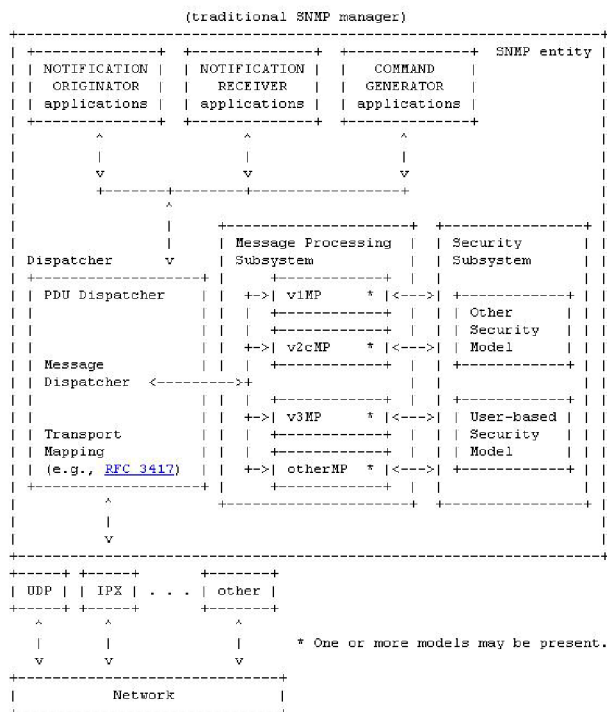 (traditional SNMP manager)
SNMP entity
NOTIFICATION ORIGINATOR applications
NOTIFICATION RECEIVER applications
COMMAND GENERATOR applications
Dispatcher
PDU Dispatcher
Message Dispatcher
Transport Mapping (e.g., RFC 3417)
Message Processing Subsystem
v1MP *
v2cMP *
v3MP *
otherMP *
Security Subsystem
Other Security Model
User-based Security Model
UDP
IPX
. . .
other
* One or more models may be present.
Network